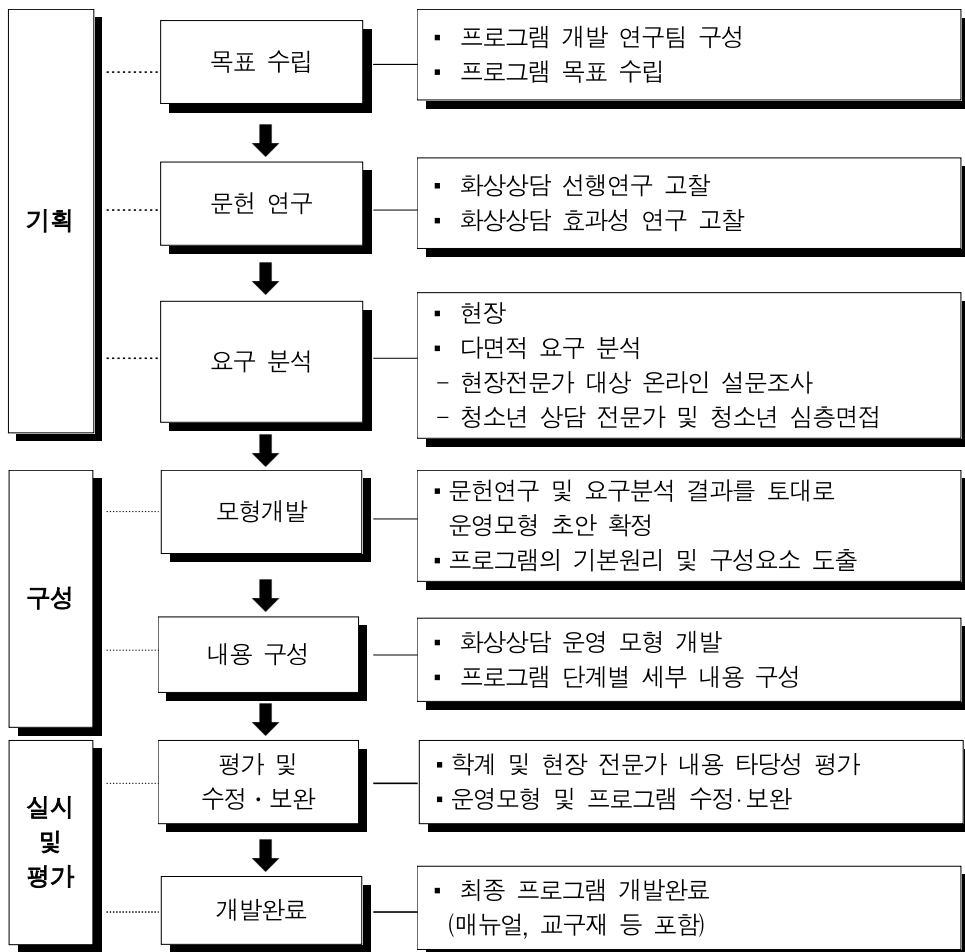 기획
목표 수립
▪ 프로그램 개발 연구팀 구성
▪ 프로그램 목표 수립
문헌 연구
▪ 화상상담 선행연구 고찰
▪ 화상상담 효과성 연구 고찰
요구 분석
▪ 현장
▪ 다면적 요구 분석
- 현장전문가 대상 온라인 설문조사
- 청소년 상담 전문가 및 청소년 심층면접
구성
모형개발
▪ 문헌연구 및 요구분석 결과를 토대로
운영모형 초안 확정
▪ 프로그램의 기본원리 및 구성요소 도출
내용 구성
▪ 화상상담 운영 모형 개발
▪ 프로그램 단계별 세부 내용 구성
실시
및
평가
평가 및
수정・보완
▪ 학계 및 현장 전문가 내용 타당성 평가
▪ 운영모형 및 프로그램 수정·보완
개발완료
▪ 최종 프로그램 개발완료
(매뉴얼, 교구재 등 포함)